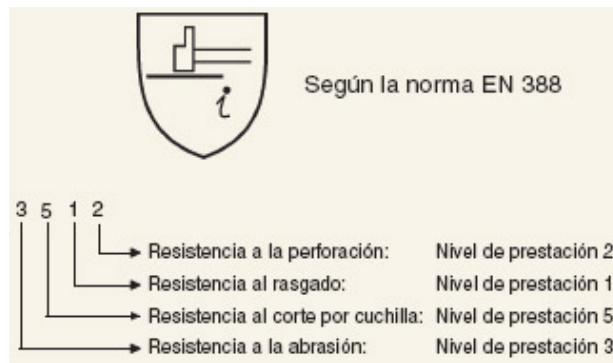 i
Según la norma EN 388
3 5 1 2
Resistencia a la perforación: Nivel de prestación 2
Resistencia al rasgado: Nivel de prestación 1
Resistencia al corte por cuchilla: Nivel de prestación 5
Resistencia a la abrasión: Nivel de prestación 3